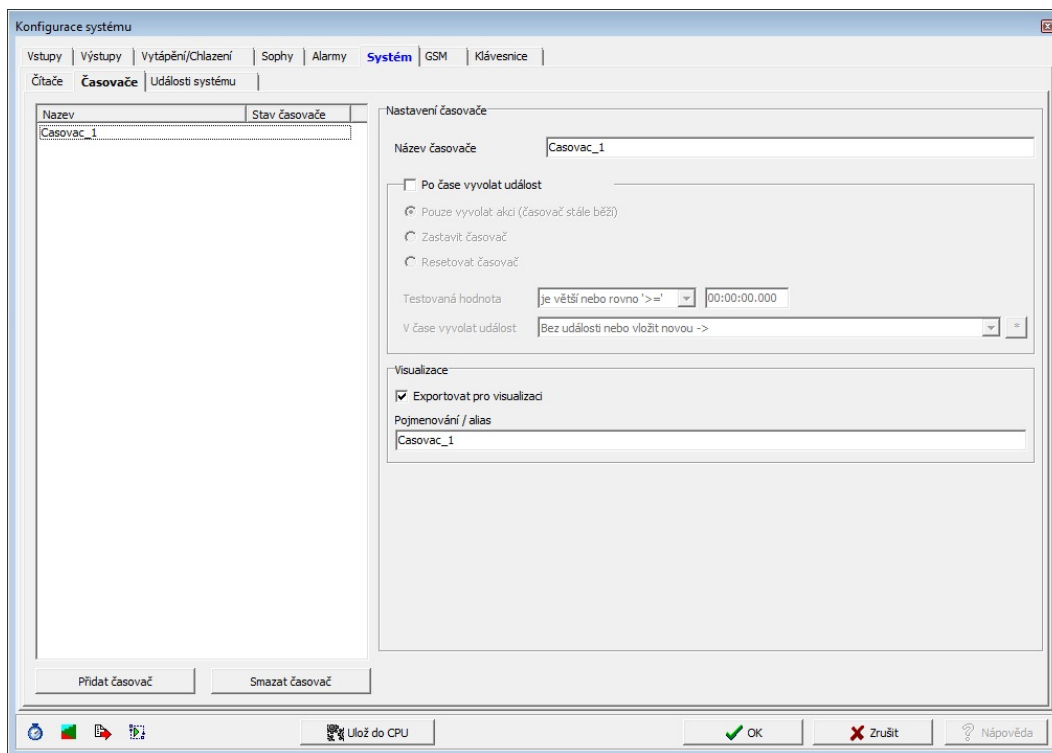 Konfigurace systému
Vstupy Výstupy Vytápění/Chlazení Sophy Alarmy Systém GSM Klávesnice
Čítače Časovače Události systému
Nazev Stav časovače
Casovac_1
Nastavení časovače
Název časovače Casovac_1
Po čase vyvolat událost
Pouze vyvolat akci (časovač stále běží)
Zastavit časovač
Resetovat časovač
Testovaná hodnota je větší nebo rovno '>=' 00:00:00.000
V čase vyvolat událost Bez události nebo vložit novou -> *
Visualizace
Exportovat pro visualizaci
Pojmenování / alias
Casovac_1
Přidat časovač Smazat časovač
Ulož do CPU OK Zrušit Nápověda